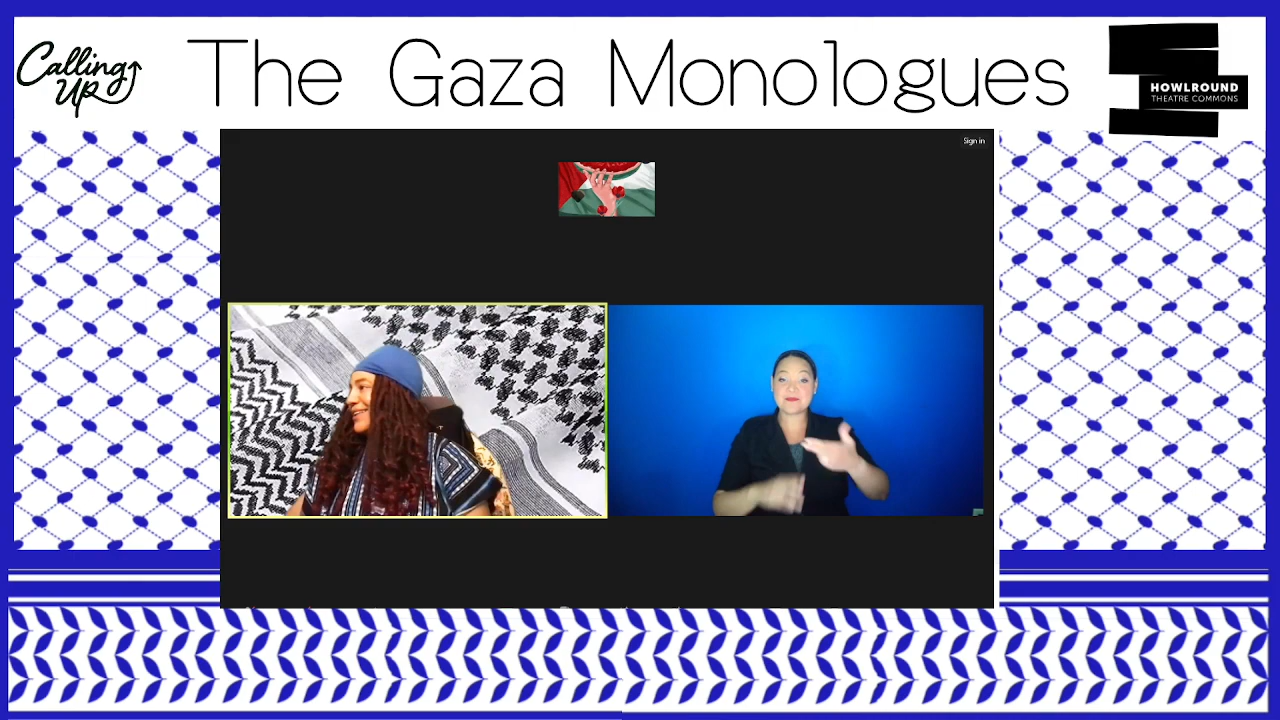 Calling
UP
The Gaza Monologues
HOWLROUND
THEATRE COMMONS
Sign in